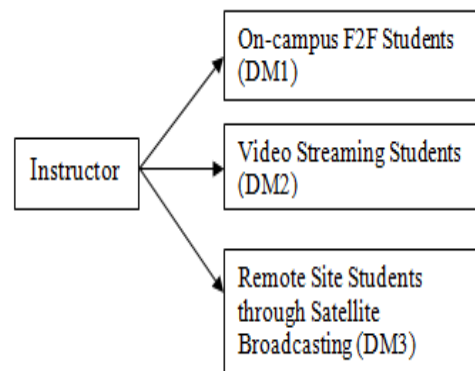 On-campus F2F Students
(DM1)
Instructor
Video Streaming Students
(DM2)
Remote Site Students
through Satellite
Broadcasting (DM3)